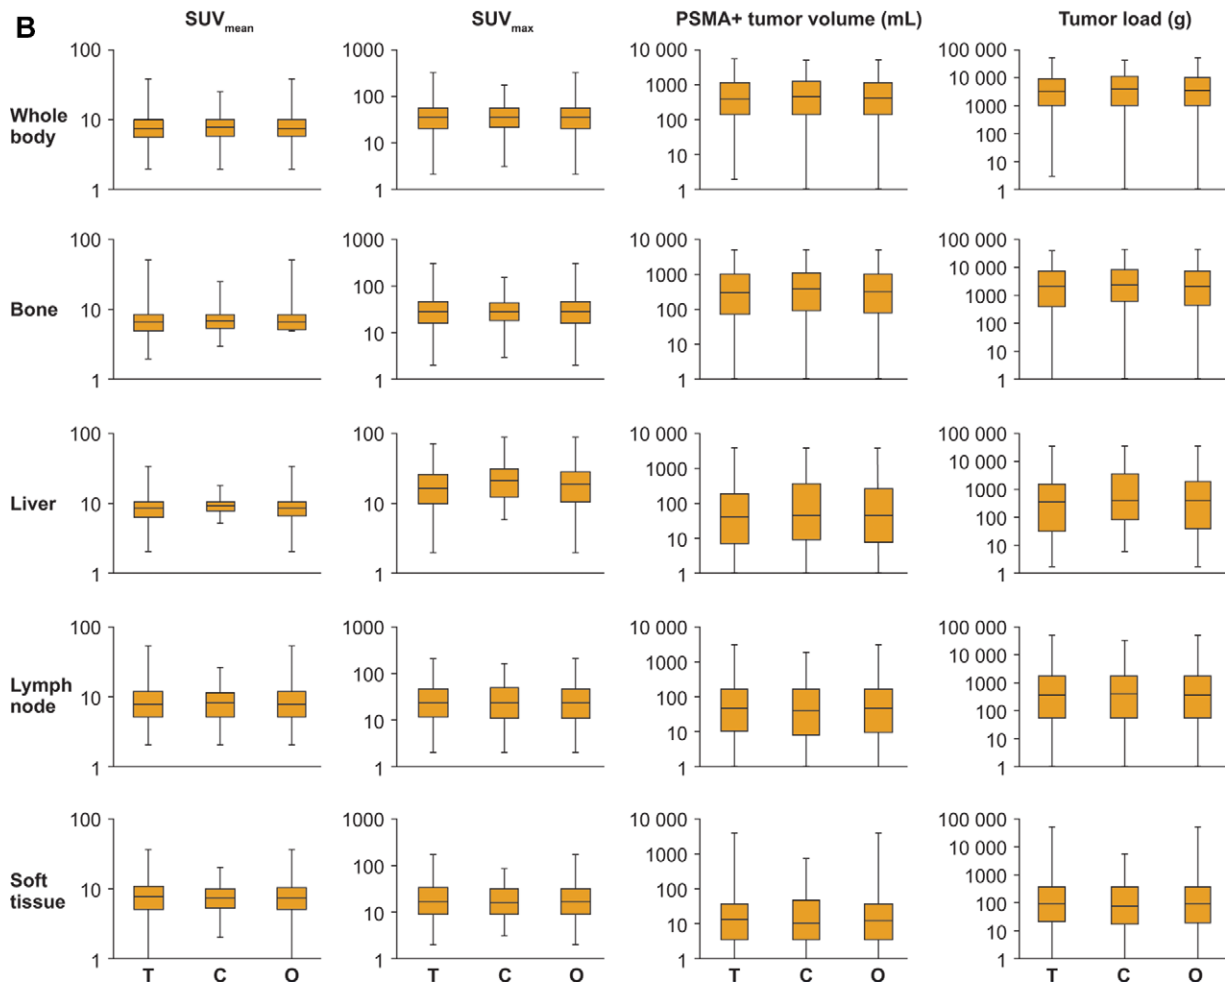 B
SUVmean SUVmax PSMA+ tumor volume (mL) Tumor load (g)
Whole body
100 10 1
1000 100 10 1
10 000 1000 100 10 1
100 000 10 000 1000 100 10 1
Bone
100 10 1
1000 100 10 1
10 000 1000 100 10 1
100 000 10 000 1000 100 10 1
Liver
100 10 1
100 10 1
10 000 1000 100 10 1
100 000 10 000 1000 100 10 1
Lymph node
100 10 1
1000 100 10 1
10 000 1000 100 10 1
100 000 10 000 1000 100 10 1
Soft tissue
100 10 1
1000 100 10 1
10 000 1000 100 10 1
100 000 10 000 1000 100 10 1
T C O T C O T C O T C O